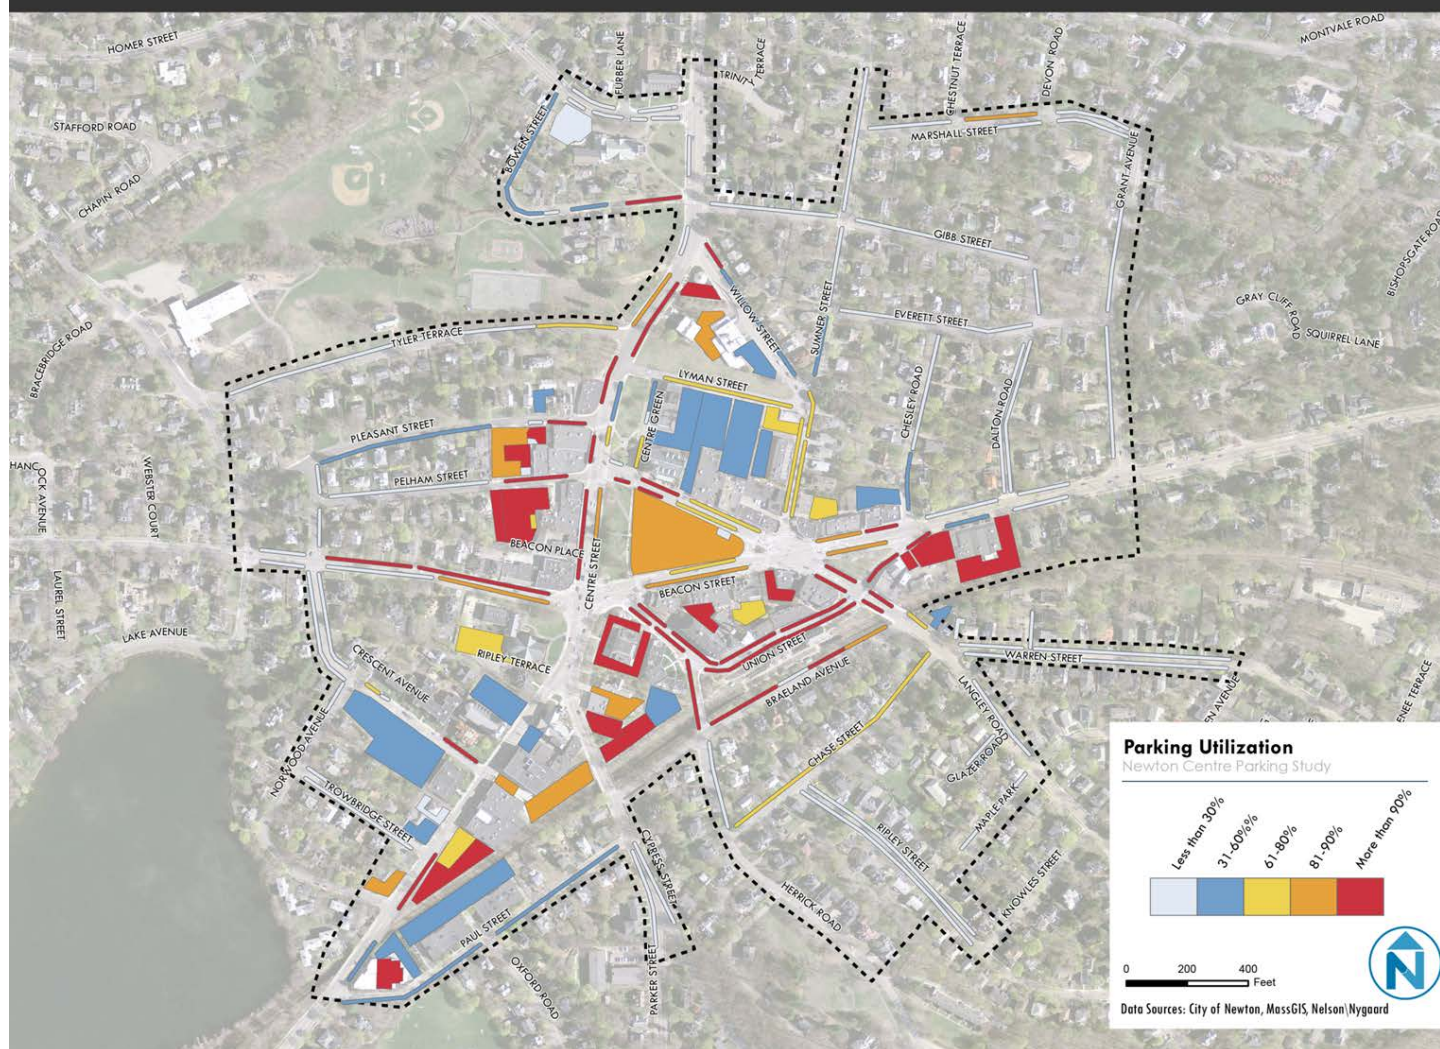 HOMER STREET
FURBER LANE
TRINITY TERRACE
CHESTNUT TERRACE
DEVON ROAD
MONTVALE ROAD
STAFFORD ROAD
BOWEN STREET
MARSHALL STREET
GRANT AVENUE
CHAPIN ROAD
GIBB STREET
BISHOPSGATE ROAD
WILLOW STREET
SUMNER STREET
EVERETT STREET
GRAY CLIFF ROAD
SQUIRREL LANE
BRACEBRIDGE ROAD
TYLER TERRACE
LYMAN STREET
CENTRE GREEN
CHESLEY ROAD
DALTON ROAD
PLEASANT STREET
HANCOCK AVENUE
WEBSTER COURT
PELHAM STREET
BEACON PLACE
CENTRE STREET
BEACON STREET
LAUREL STREET
LAKE AVENUE
RIPLEY TERRACE
UNION STREET
WARREN STREET
CRESCENT AVENUE
BRAELAND AVENUE
LANGLEY ROAD
EN AVENUE
ENEE TERRACE
NORWOOD AVENUE
CHASE STREET
GLAZER ROAD
TROWBRIDGE STREET
MAPLE PARK
CYPRESS STREET
RIPLEY STREET
KNOWLES STREET
HERRICK ROAD
PAUL STREET
OXFORD ROAD
PARKER STREET
Parking Utilization
Newton Centre Parking Study
Less than 30%
31-60%%
61-80%
81-90%
More than 90%
0 200 400
Feet
N
Data Sources: City of Newton, MassGIS, Nelson\Nygaard